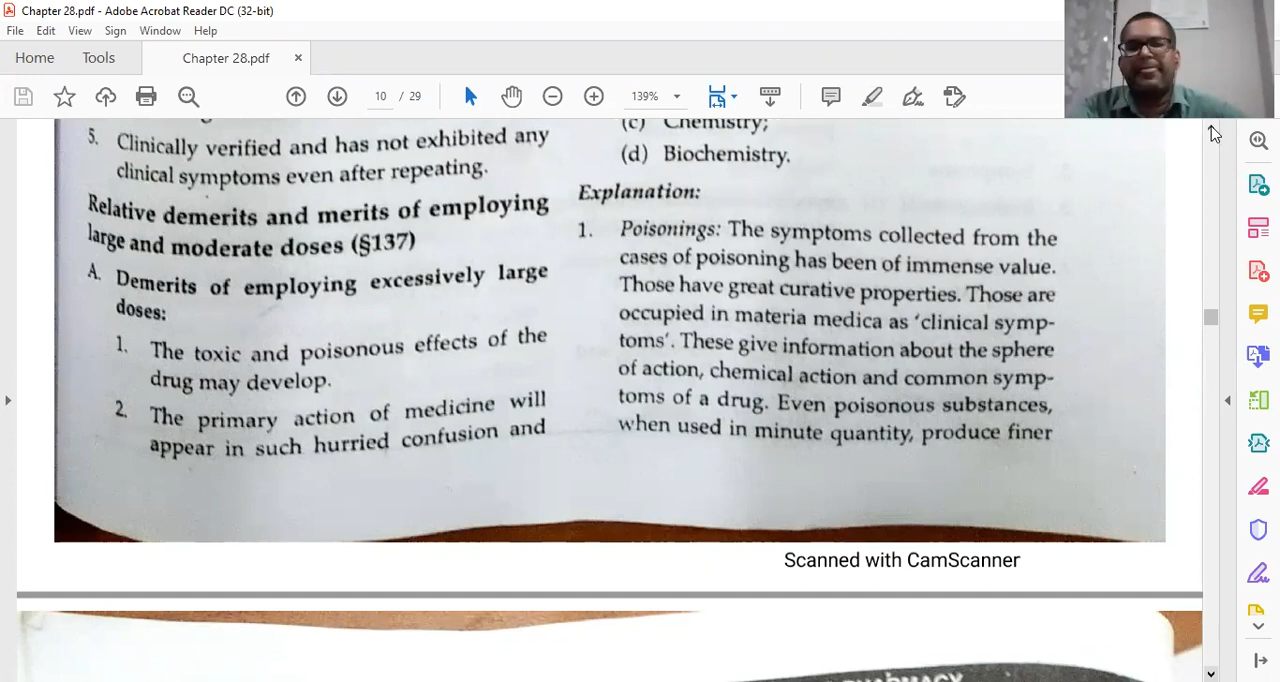 Chapter 28.pdf - Adobe Acrobat Reader DC (32-bit)
File Edit View Sign Window Help
Home Tools Chapter 28.pdf ×
10 / 29 139%
5. Clinically verified and has not exhibited any
clinical symptoms even after repeating.
Relative demerits and merits of employing
large and moderate doses (§137)
A. Demerits of employing excessively large
doses:
1. The toxic and poisonous effects of the
drug may develop.
2. The primary action of medicine will
appear in such hurried confusion and
(c) Chemistry;
(d) Biochemistry.
Explanation:
1. Poisonings: The symptoms collected from the
cases of poisoning has been of immense value.
Those have great curative properties. Those are
occupied in materia medica as ‘clinical symp-
toms’. These give information about the sphere
of action, chemical action and common symp-
toms of a drug. Even poisonous substances,
when used in minute quantity, produce finer
Scanned with CamScanner
PHARMACY